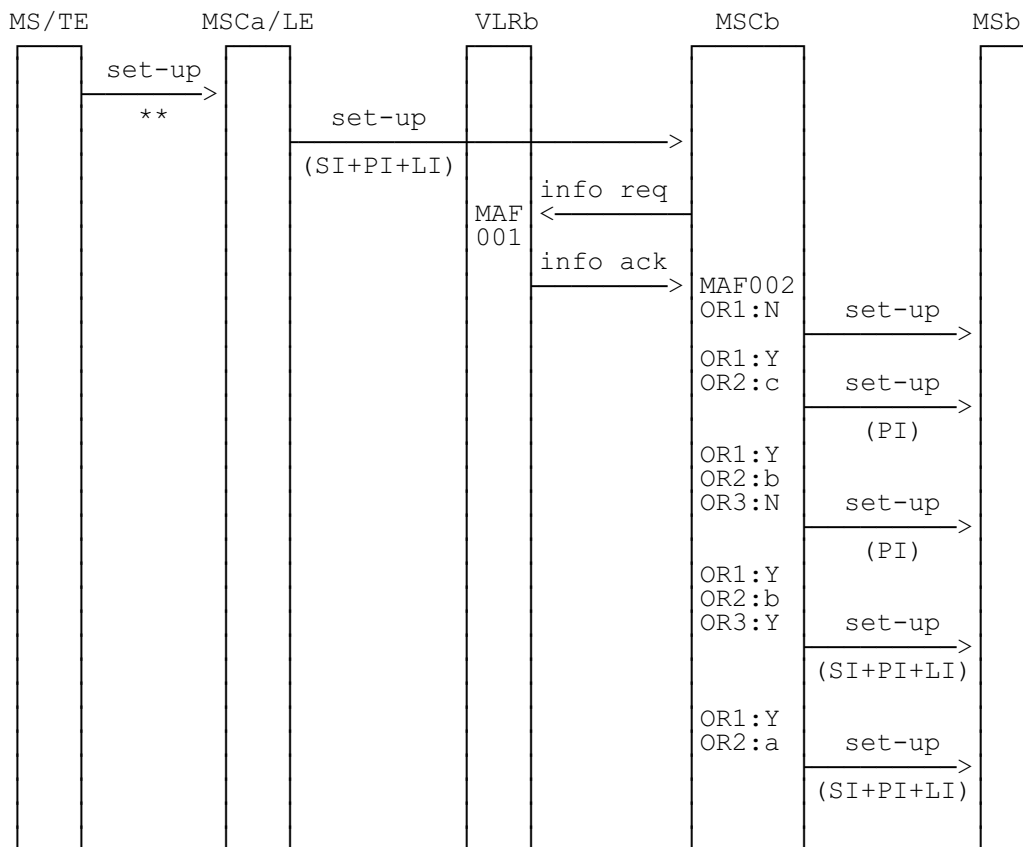 MS/TE MSCa/LE VLRb MSCb MSb
set-up
**
set-up
(SI+PI+LI)
info req
MAF
001
info ack
MAF002
OR1:N set-up
OR1:Y
OR2:c set-up
(PI)
OR1:Y
OR2:b
OR3:N set-up
(PI)
OR1:Y
OR2:b
OR3:Y set-up
(SI+PI+LI)
OR1:Y
OR2:a set-up
(SI+PI+LI)